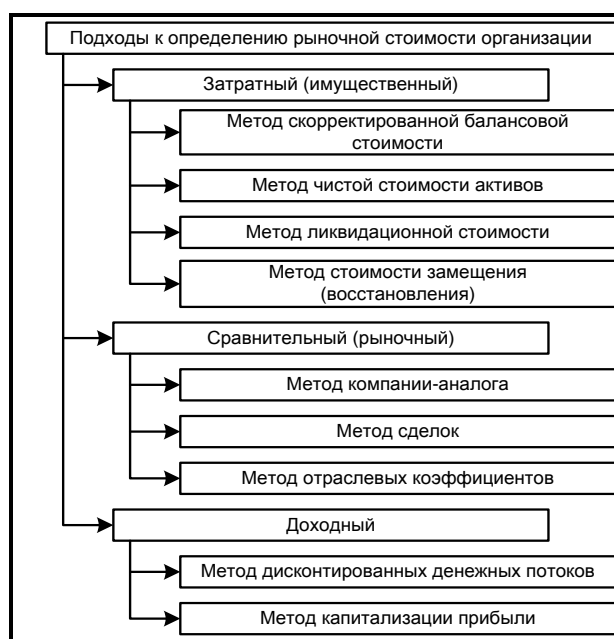 Подходы к определению рыночной стоимости организации
Затратный (имущественный)
Метод скорректированной балансовой
стоимости
Метод чистой стоимости активов
Метод ликвидационной стоимости
Метод стоимости замещения
(восстановления)
Сравнительный (рыночный)
Метод компании-аналога
Метод сделок
Метод отраслевых коэффициентов
Доходный
Метод дисконтированных денежных потоков
Метод капитализации прибыли